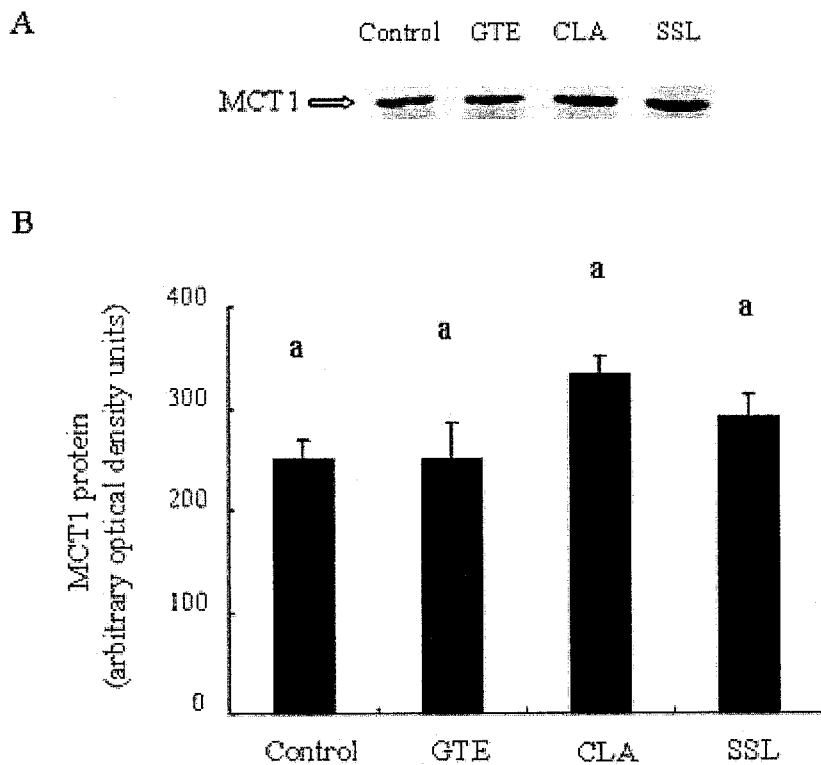 A
Control GTE CLA SSL
MCT1
B
MCT1 protein
(arbitrary optical density units)
400
300
200
100
0
a
a
a
a
Control GTE CLA SSL